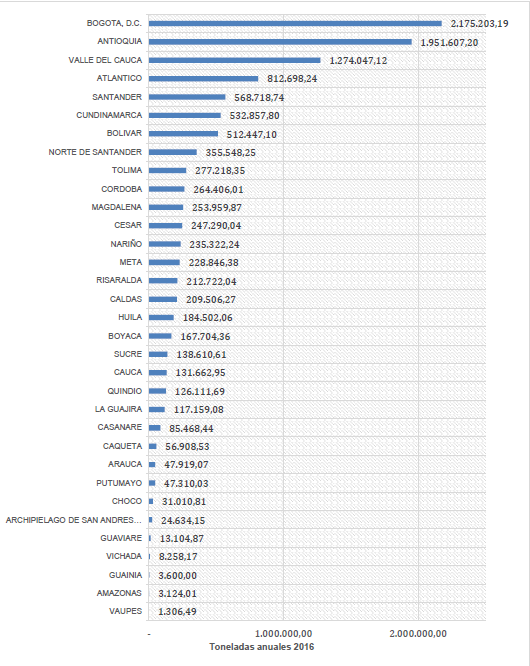 BOGOTA, D.C. 2.175.203,19
ANTIOQUIA 1.951.607,20
VALLE DEL CAUCA 1.274.047,12
ATLANTICO 812.698,24
SANTANDER 568.718,74
CUNDINAMARCA 532.857,80
BOLIVAR 512.447,10
NORTE DE SANTANDER 355.548,25
TOLIMA 277.218,35
CORDOBA 264.406,01
MAGDALENA 253.959,87
CESAR 247.290,04
NARIÑO 235.322,24
META 228.846,38
RISARALDA 212.722,04
CALDAS 209.506,27
HUILA 184.502,06
BOYACA 167.704,36
SUCRE 138.610,61
CAUCA 131.662,95
QUINDIO 126.111,69
LA GUAJIRA 117.159,08
CASANARE 85.468,44
CAQUETA 56.908,53
ARAUCA 47.919,07
PUTUMAYO 47.310,03
CHOCO 31.010,81
ARCHIPIELAGO DE SAN ANDRES... 24.634,15
GUAVIARE 13.104,87
VICHADA 8.258,17
GUAINIA 3.600,00
AMAZONAS 3.124,01
VAUPES 1.306,49
- 1.000.000,00 2.000.000,00
Toneladas anuales 2016